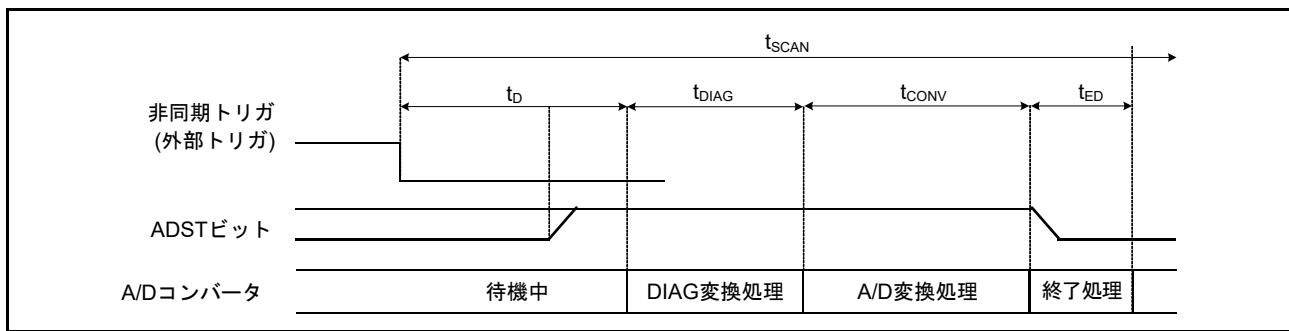 tSCAN
tD tDIAG tCONV tED
非同期トリガ
(外部トリガ)
ADSTビット
A/Dコンバータ 待機中 DIAG変換処理 A/D変換処理 終了処理